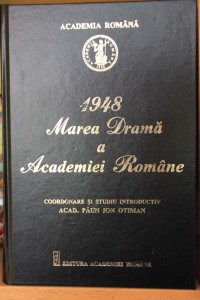 ACADEMIA ROMÂNĂ
1948
Marea Dramă
a
Academiei Române
COORDONARE ȘI STUDIU INTRODUCTIV
ACAD. PĂUN ION OTIMAN
EDITURA ACADEMIEI ROMÂNE